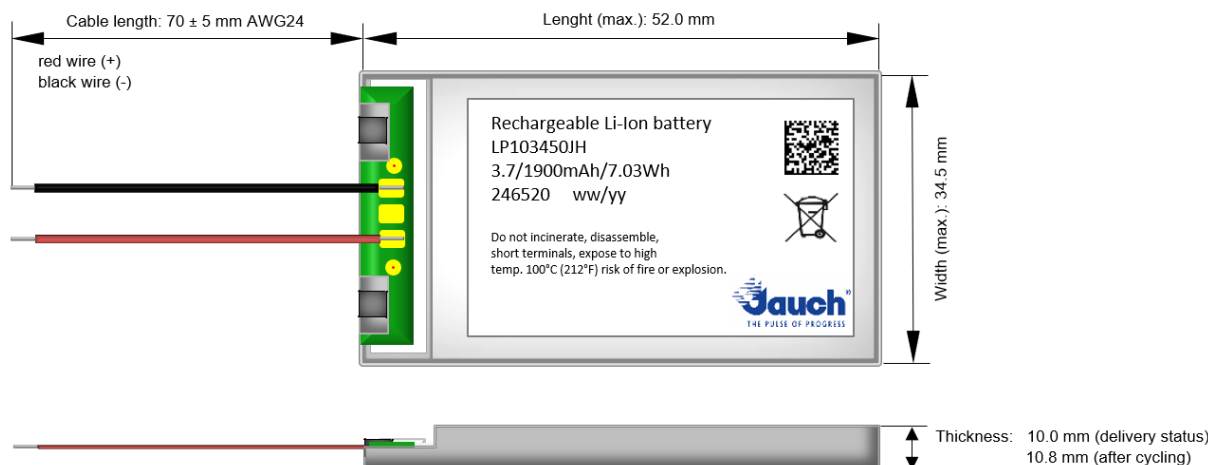 Cable length: 70 ± 5 mm AWG24
Lenght (max.): 52.0 mm
red wire (+)
black wire (-)
Rechargeable Li-Ion battery
LP103450JH
3.7/1900mAh/7.03Wh
246520 ww/yy
Do not incinerate, disassemble,
short terminals, expose to high
temp. 100°C (212°F) risk of fire or explosion.
Jauch®
THE PULSE OF PROGRESS
Width (max.): 34.5 mm
Thickness: 10.0 mm (delivery status)
10.8 mm (after cycling)